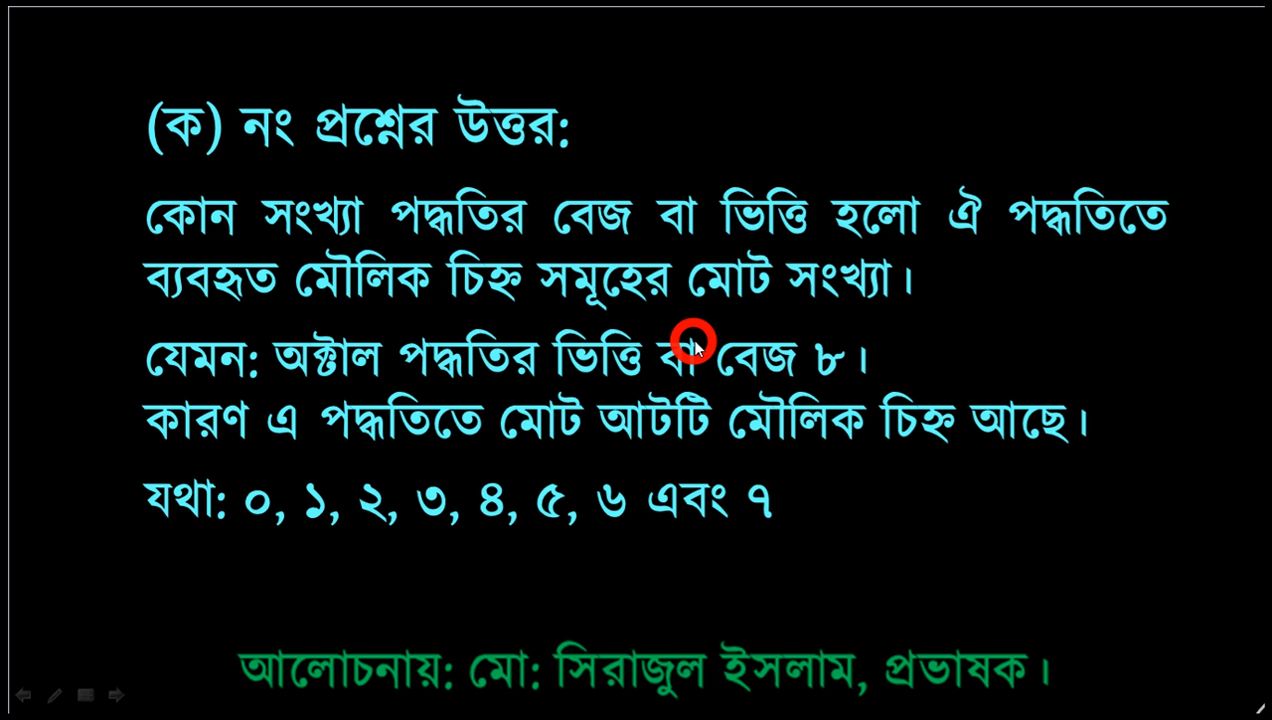 (ক) নং প্রশ্নের উত্তর:
কোন সংখ্যা পদ্ধতির বেজ বা ভিত্তি হলো ঐ পদ্ধতিতে
ব্যবহৃত মৌলিক চিহ্ন সমূহের মোট সংখ্যা।
যেমন: অক্টাল পদ্ধতির ভিত্তি বা বেজ ৮।
কারণ এ পদ্ধতিতে মোট আটটি মৌলিক চিহ্ন আছে।
যথা: ০, ১, ২, ৩, ৪, ৫, ৬ এবং ৭
আলোচনায়: মো: সিরাজুল ইসলাম, প্রভাষক।